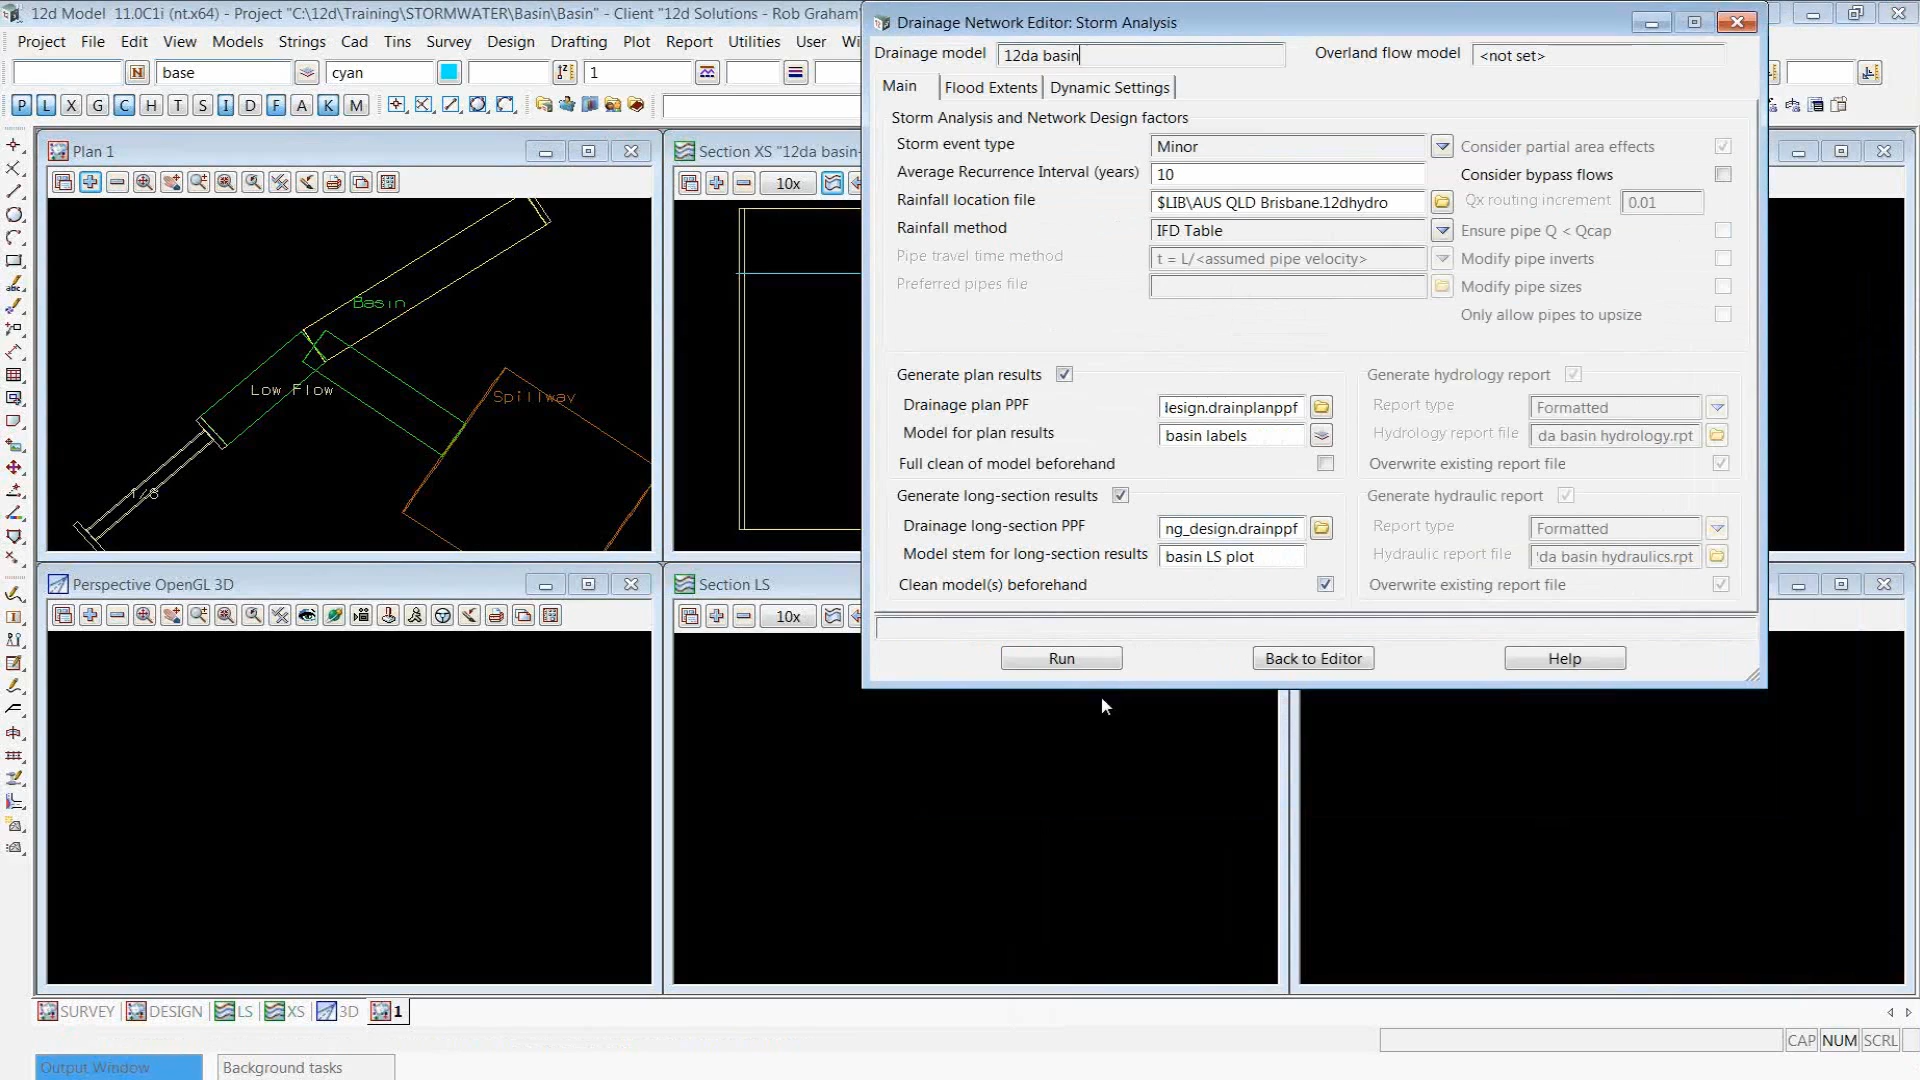 12d Model 11.0C1i (nt.x64) - Project "C:\12d\Training\STORMWATER\Basin\Basin" - Client "12d Solutions - Rob Graham"
Project File Edit View Models Strings Cad Tins Survey Design Drafting Plot Report Utilities User Wi
N base cyan 1
P L X G C H T S I D F A K M
Plan 1
Section XS "12da basin-
10x
Basin
Low Flow
Spillway
1/8
Perspective OpenGL 3D
Section LS
10x
Drainage Network Editor: Storm Analysis
Drainage model 12da basin Overland flow model <not set>
Main Flood Extents Dynamic Settings
Storm Analysis and Network Design factors
Storm event type Minor Consider partial area effects
Average Recurrence Interval (years) 10 Consider bypass flows
Rainfall location file $LIB\AUS QLD Brisbane.12dhydro Qx routing increment 0.01
Rainfall method IFD Table Ensure pipe Q < Qcap
Pipe travel time method t = L/<assumed pipe velocity> Modify pipe inverts
Preferred pipes file Modify pipe sizes
Only allow pipes to upsize
Generate plan results Generate hydrology report
Drainage plan PPF lesign.drainplanppf Report type Formatted
Model for plan results basin labels Hydrology report file da basin hydrology.rpt
Full clean of model beforehand Overwrite existing report file
Generate long-section results Generate hydraulic report
Drainage long-section PPF ng_design.drainppf Report type Formatted
Model stem for long-section results basin LS plot Hydraulic report file 'da basin hydraulics.rpt
Clean model(s) beforehand Overwrite existing report file
Run Back to Editor Help
SURVEY DESIGN LS XS 3D 1
CAP NUM SCRL
Output Window Background tasks